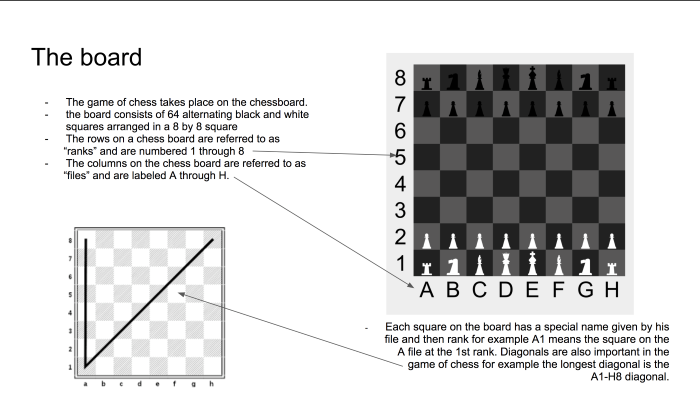 The board
- The game of chess takes place on the chessboard.
- the board consists of 64 alternating black and white
squares arranged in a 8 by 8 square
- The rows on a chess board are referred to as
“ranks” and are numbered 1 through 8
- The columns on the chess board are referred to as
“files” and are labeled A through H.
8
7
6
5
4
3
2
1
A B C D E F G H
8
7
6
5
4
3
2
1
a b c d e f g h
- Each square on the board has a special name given by his
file and then rank for example A1 means the square on the
A file at the 1st rank. Diagonals are also important in the
game of chess for example the longest diagonal is the
A1-H8 diagonal.